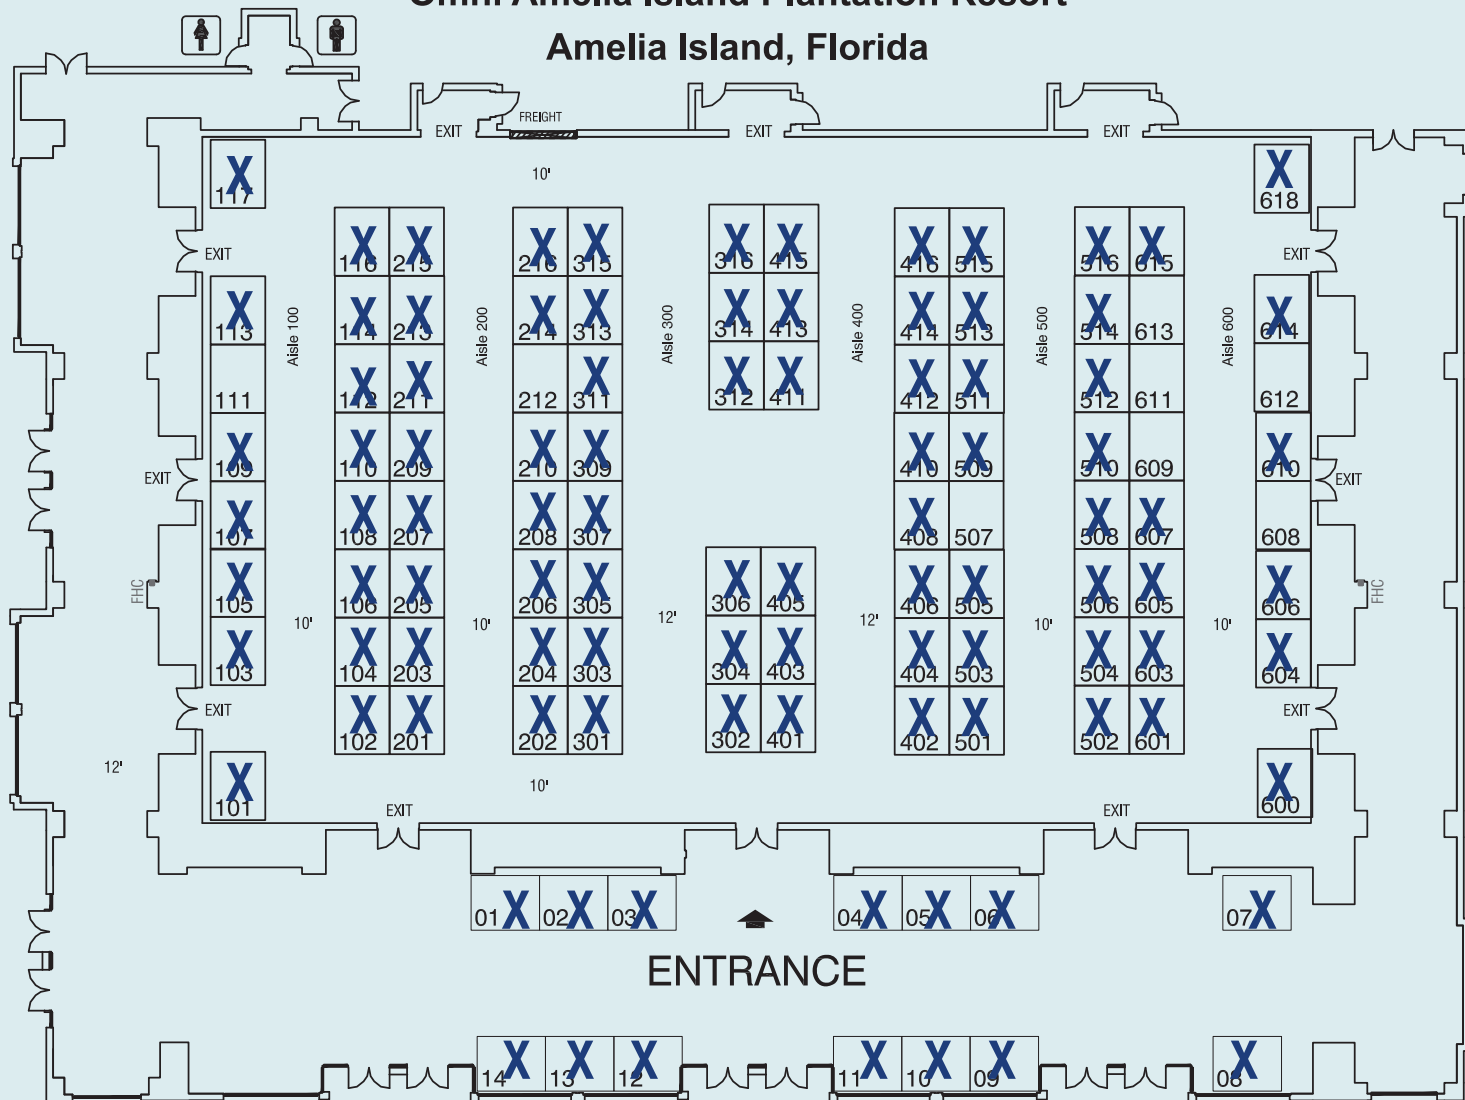 Omni Amelia Island Plantation Resort
Amelia Island, Florida
EXIT
FREIGHT
EXIT
EXIT
10'
X 117
X 618
EXIT
EXIT
X 116 X 215
X 216 X 315
X 316 X 415
X 416 X 515
X 516 X 615
X 113
Aisle 100
X 114 X 213
Aisle 200
X 214 X 313
Aisle 300
X 314 X 413
Aisle 400
X 414 X 513
Aisle 500
X 514 613
Aisle 600
X 614
111
X 112 X 211
212 X 311
X 312 X 411
X 412 X 511
X 512 611
612
EXIT
X 109
X 110 X 209
X 210 X 309
X 410 X 509
X 510 609
X 610
EXIT
X 107
X 108 X 207
X 208 X 307
X 408 507
X 508 X 607
608
FHC
X 105
X 106 X 205
X 206 X 305
X 306 X 405
X 406 X 505
X 506 X 605
X 606
FHC
X 103
10'
X 104 X 203
10'
X 204 X 303
12'
X 304 X 403
12'
X 404 X 503
10'
X 504 X 603
10'
X 604
EXIT
X 102 X 201
X 202 X 301
X 302 X 401
X 402 X 501
X 502 X 601
EXIT
12'
X 101
10'
X 600
EXIT
EXIT
01 X 02 X 03 X
04 X 05 X 06 X
07 X
ENTRANCE
14 X 13 X 12 X
11 X 10 X 09 X
08 X